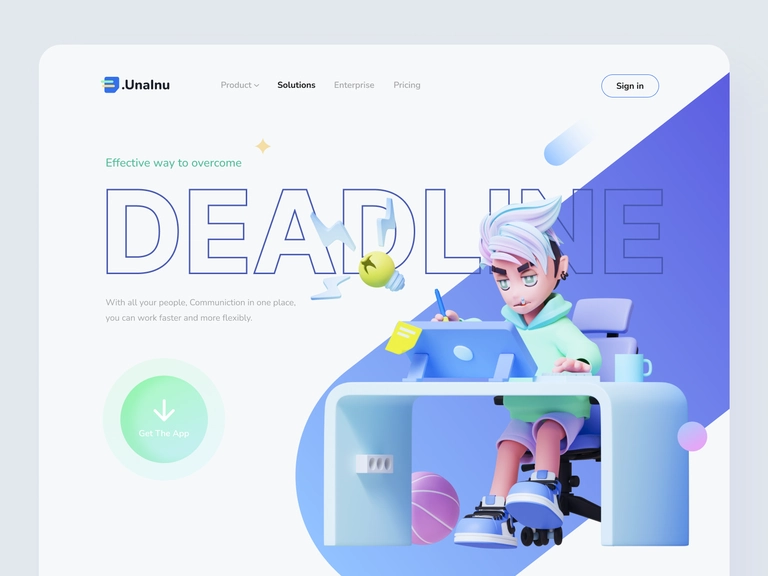 .UnaInu
Product
Solutions
Enterprise
Pricing
Sign in
Effective way to overcome
DEADLINE
With all your people, Communiction in one place,
you can work faster and more flexibly.
Get The App